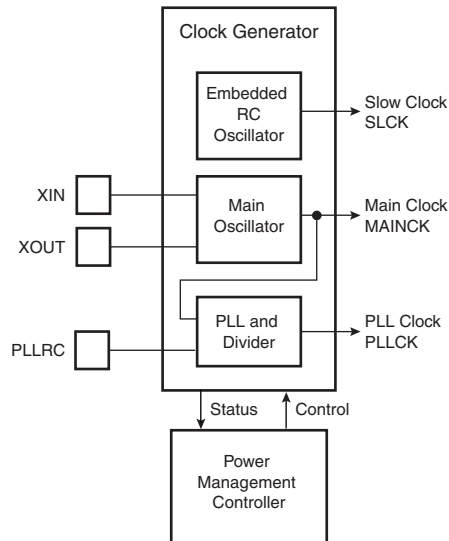 Clock Generator
Embedded
RC
Oscillator
Slow Clock
SLCK
XIN
Main
Oscillator
Main Clock
MAINCK
XOUT
PLL and
Divider
PLL Clock
PLLCK
PLLRC
Status
Control
Power
Management
Controller